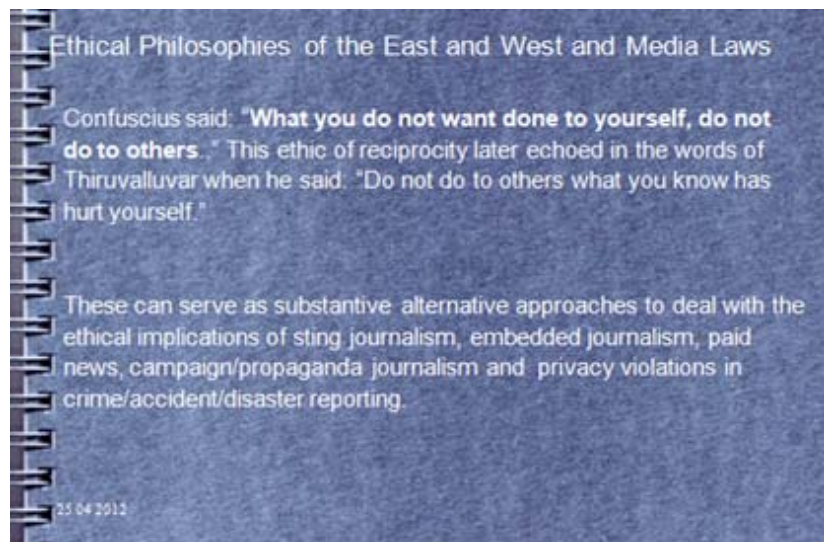 Ethical Philosophies of the East and West and Media Laws
Confuscius said: "What you do not want done to yourself, do not
do to others.." This ethic of reciprocity later echoed in the words of
Thiruvalluvar when he said: "Do not do to others what you know has
hurt yourself."
These can serve as substantive alternative approaches to deal with the
ethical implications of sting journalism, embedded journalism, paid
news, campaign/propaganda journalism and privacy violations in
crime/accident/disaster reporting.
25 04 2012